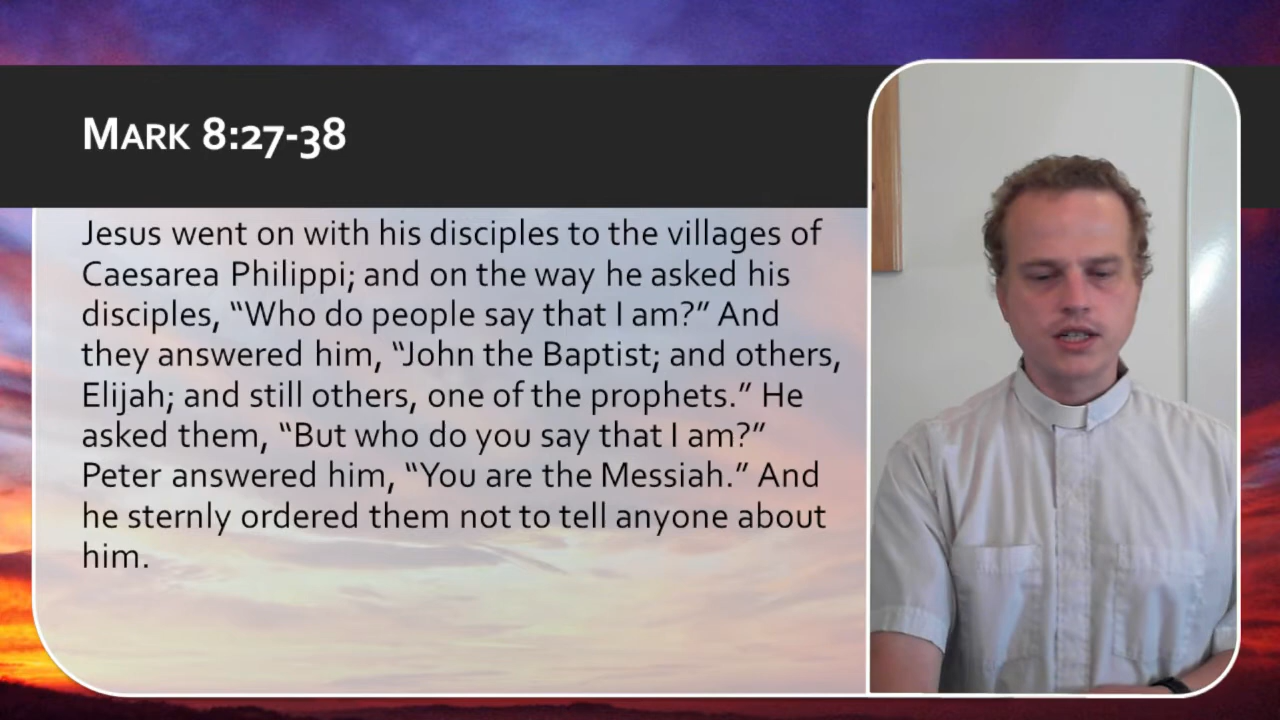 Mark 8:27-38
Jesus went on with his disciples to the villages of
Caesarea Philippi; and on the way he asked his
disciples, “Who do people say that I am?” And
they answered him, “John the Baptist; and others,
Elijah; and still others, one of the prophets.” He
asked them, “But who do you say that I am?”
Peter answered him, “You are the Messiah.” And
he sternly ordered them not to tell anyone about
him.